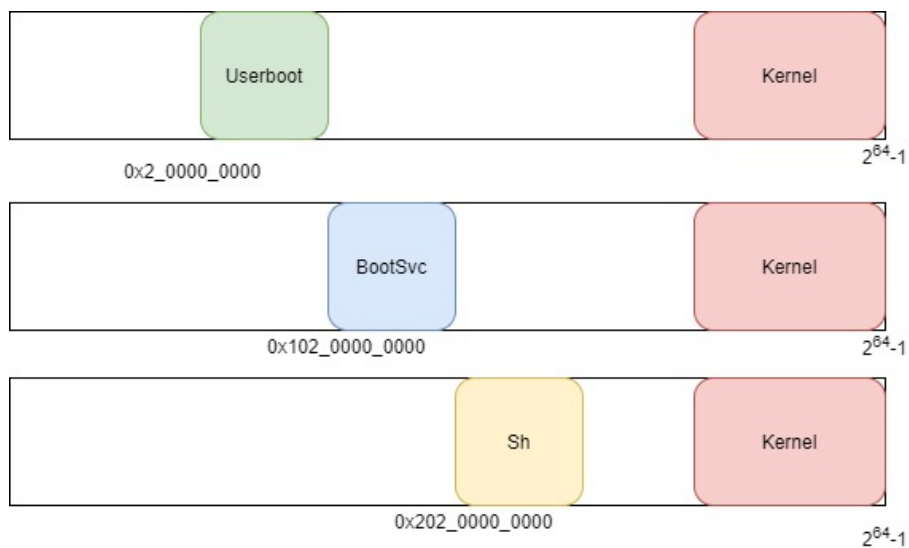 Userboot
Kernel
0x2_0000_0000
2^64-1
BootSvc
Kernel
0x102_0000_0000
2^64-1
Sh
Kernel
0x202_0000_0000
2^64-1